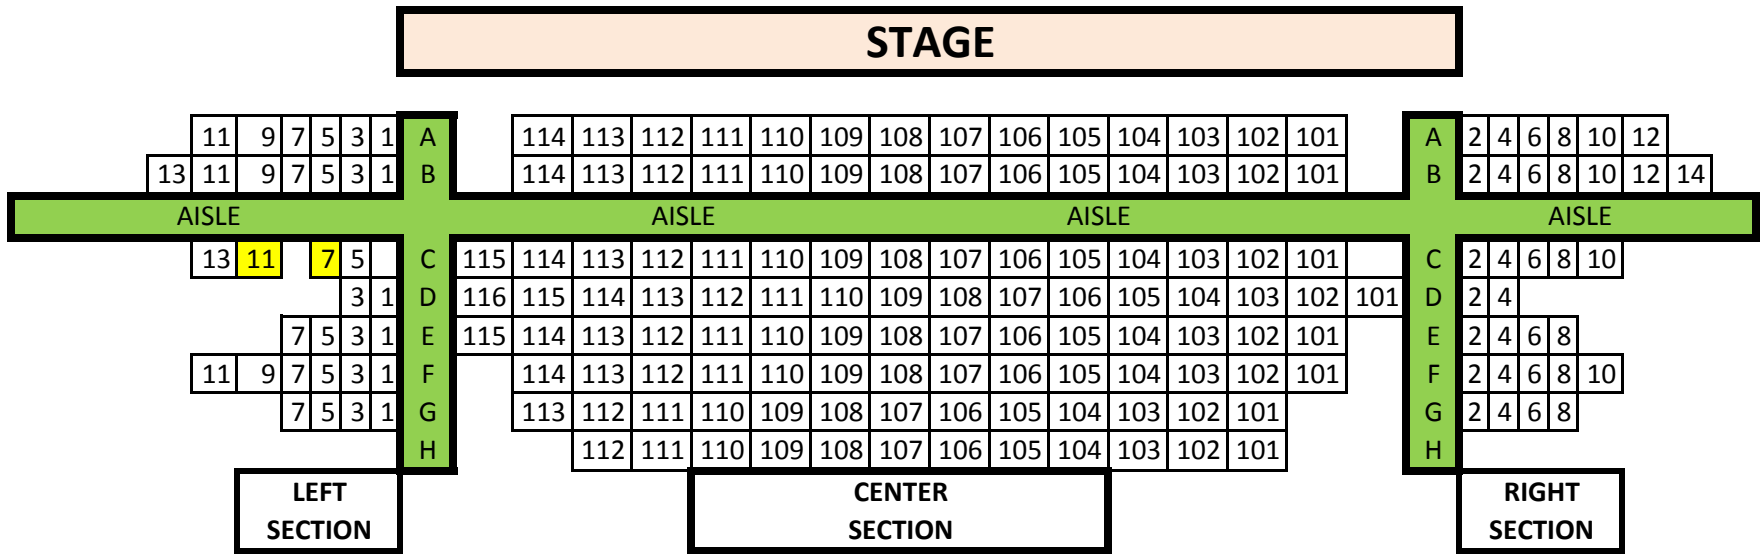 STAGE
11 9 7 5 3 1 A 114 113 112 111 110 109 108 107 106 105 104 103 102 101 A 2 4 6 8 10 12
13 11 9 7 5 3 1 B 114 113 112 111 110 109 108 107 106 105 104 103 102 101 B 2 4 6 8 10 12 14
AISLE AISLE AISLE AISLE
13 11 7 5 C 115 114 113 112 111 110 109 108 107 106 105 104 103 102 101 C 2 4 6 8 10
3 1 D 116 115 114 113 112 111 110 109 108 107 106 105 104 103 102 101 D 2 4
7 5 3 1 E 115 114 113 112 111 110 109 108 107 106 105 104 103 102 101 E 2 4 6 8
11 9 7 5 3 1 F 114 113 112 111 110 109 108 107 106 105 104 103 102 101 F 2 4 6 8 10
7 5 3 1 G 113 112 111 110 109 108 107 106 105 104 103 102 101 G 2 4 6 8
H 112 111 110 109 108 107 106 105 104 103 102 101 H
LEFT CENTER RIGHT
SECTION SECTION SECTION